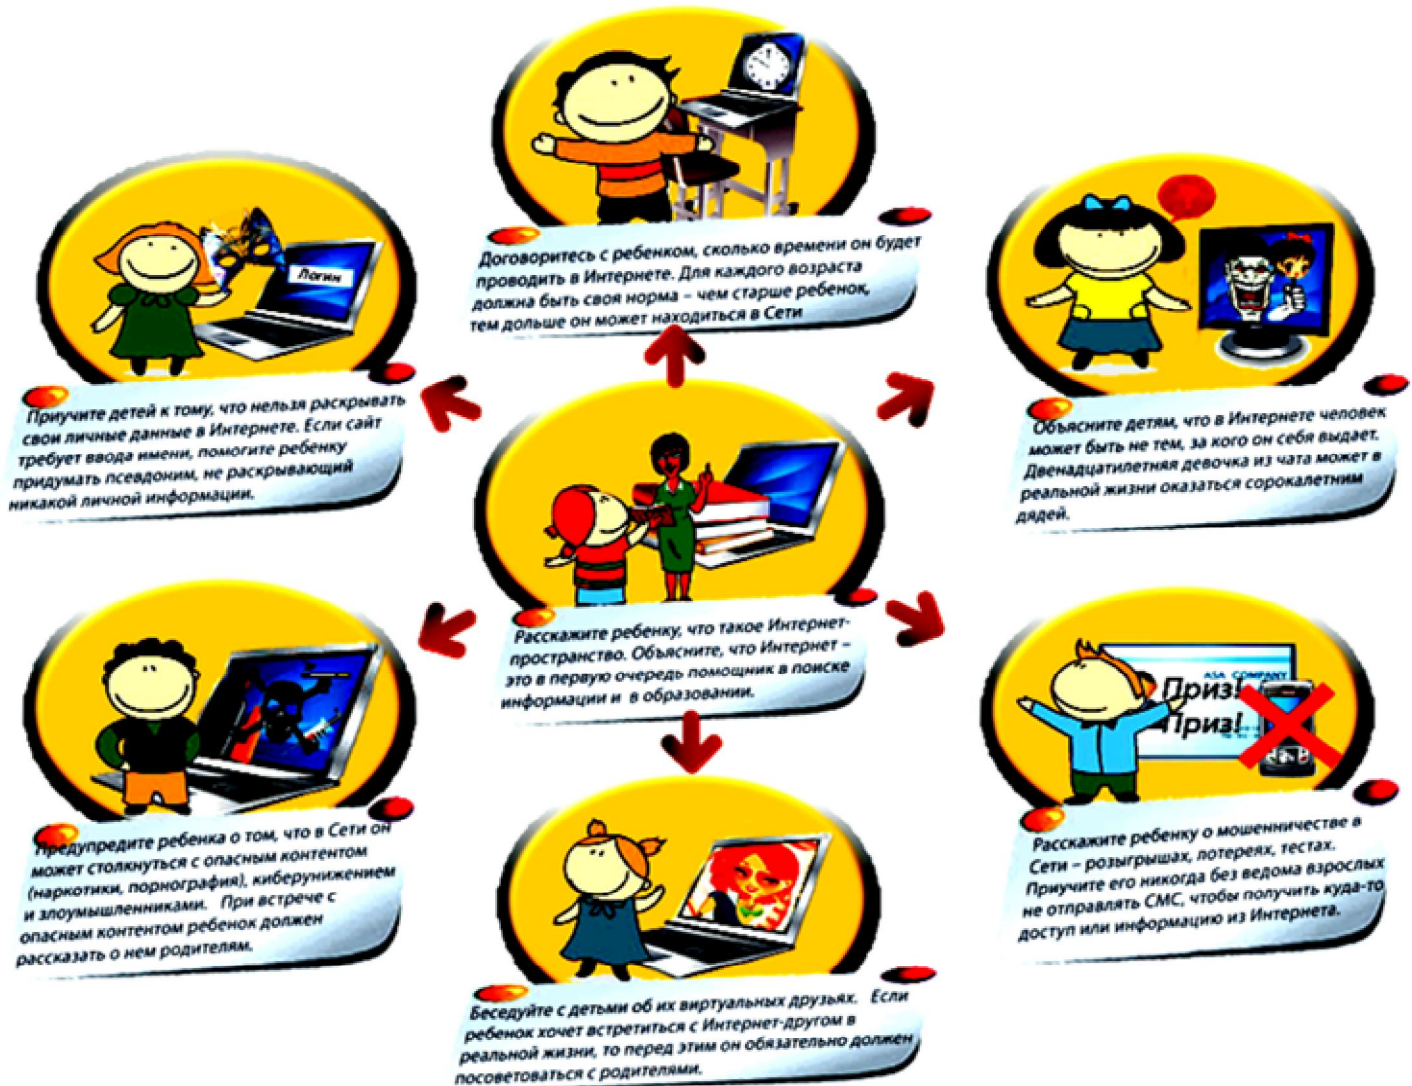 Договоритесь с ребенком, сколько времени он будет
проводить в Интернете. Для каждого возраста
должна быть своя норма – чем старше ребенок,
тем дольше он может находиться в Сети
Логин
Приучите детей к тому, что нельзя раскрывать
свои личные данные в Интернете. Если сайт
требует ввода имени, помогите ребенку
придумать псевдоним, не раскрывающий
никакой личной информации.
Объясните детям, что в Интернете человек
может быть не тем, за кого он себя выдает.
Двенадцатилетняя девочка из чата может в
реальной жизни оказаться сорокалетним
дядей.
Расскажите ребенку, что такое Интернет-
пространство. Объясните, что Интернет –
это в первую очередь помощник в поиске
информации и в образовании.
Предупредите ребенка о том, что в Сети он
может столкнуться с опасным контентом
(наркотики, порнография), киберунижением
и злоумышленниками. При встрече с
опасным контентом ребенок должен
рассказать о нем родителям.
ASA COMPANY
Приз!
Приз!
Расскажите ребенку о мошенничестве в
Сети – розыгрышах, лотереях, тестах.
Приучите его никогда без ведома взрослых
не отправлять СМС, чтобы получить куда-то
доступ или информацию из Интернета.
Беседуйте с детьми об их виртуальных друзьях. Если
ребенок хочет встретиться с Интернет-другом в
реальной жизни, то перед этим он обязательно должен
посоветоваться с родителями.